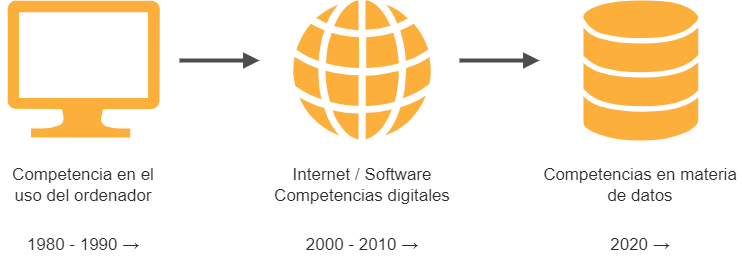 Competencia en el
uso del ordenador
1980 - 1990 →
Internet / Software
Competencias digitales
2000 - 2010 →
Competencias en materia
de datos
2020 →